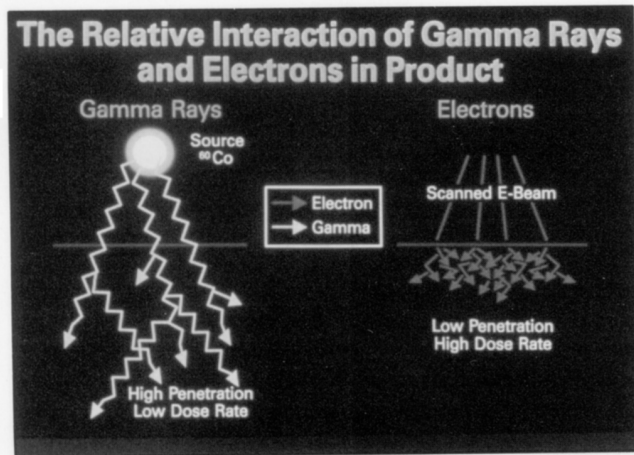 The Relative Interaction of Gamma Rays
and Electrons in Product
Gamma Rays
Source
⁶⁰Co
High Penetration
Low Dose Rate
Electron
Gamma
Electrons
Scanned E-Beam
Low Penetration
High Dose Rate